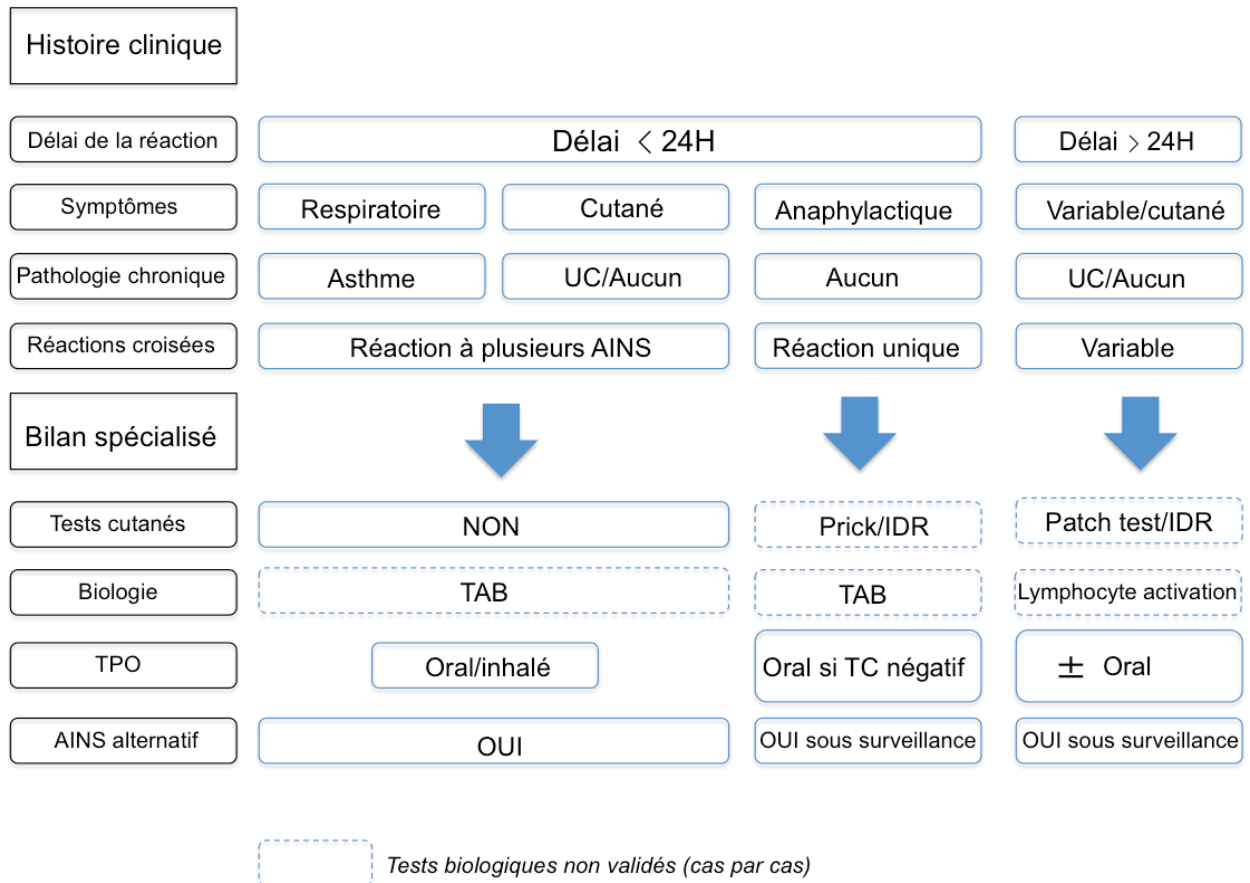 Histoire clinique
Délai de la réaction
Délai < 24H
Délai > 24H
Symptômes
Respiratoire
Cutané
Anaphylactique
Variable/cutané
Pathologie chronique
Asthme
UC/Aucun
Aucun
UC/Aucun
Réactions croisées
Réaction à plusieurs AINS
Réaction unique
Variable
Bilan spécialisé
Tests cutanés
NON
Prick/IDR
Patch test/IDR
Biologie
TAB
TAB
Lymphocyte activation
TPO
Oral/inhalé
Oral si TC négatif
± Oral
AINS alternatif
OUI
OUI sous surveillance
OUI sous surveillance
Tests biologiques non validés (cas par cas)